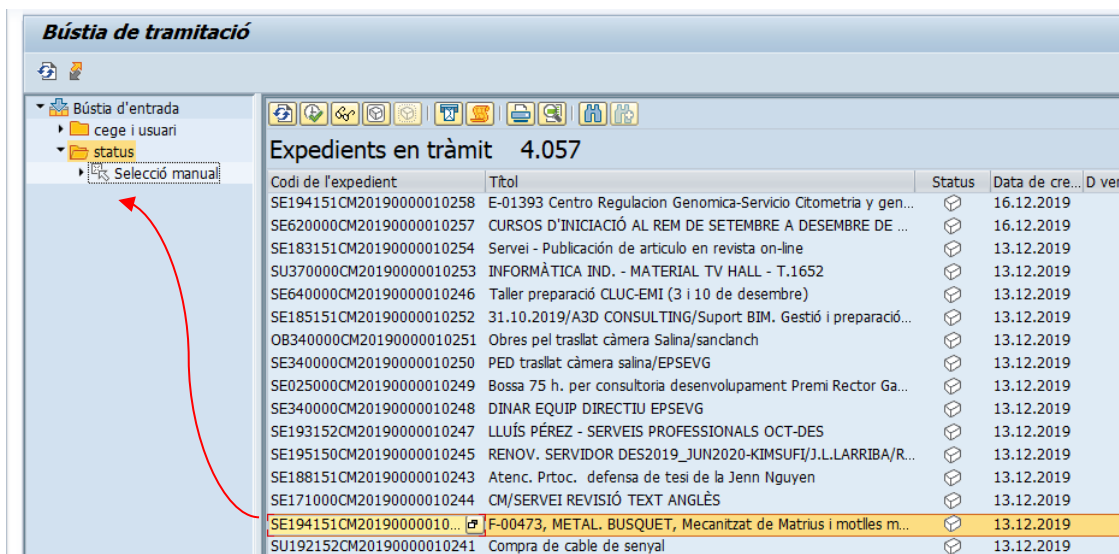 Bústia de tramitació
Bústia d'entrada
cege i usuari
status
Selecció manual
Expedients en tràmit 4.057
Codi de l'expedient Títol Status Data de cre... D ver
SE194151CM20190000010258 E-01393 Centro Regulacion Genomica-Servicio Citometria y gen... 16.12.2019
SE620000CM20190000010257 CURSOS D'INICIACIÓ AL REM DE SETEMBRE A DESEMBRE DE ... 16.12.2019
SE183151CM20190000010254 Servei - Publicación de articulo en revista on-line 13.12.2019
SU370000CM20190000010253 INFORMÀTICA IND. - MATERIAL TV HALL - T.1652 13.12.2019
SE640000CM20190000010246 Taller preparació CLUC-EMI (3 i 10 de desembre) 13.12.2019
SE185151CM20190000010252 31.10.2019/A3D CONSULTING/Suport BIM. Gestió i preparació... 13.12.2019
OB340000CM20190000010251 Obres pel trasllat càmera Salina/sanclanch 13.12.2019
SE340000CM20190000010250 PED trasllat càmera salina/EPSEVG 13.12.2019
SE025000CM20190000010249 Bossa 75 h. per consultoria desenvolupament Premi Rector Ga... 13.12.2019
SE340000CM20190000010248 DINAR EQUIP DIRECTIU EPSEVG 13.12.2019
SE193152CM20190000010247 LLUÍS PÉREZ - SERVEIS PROFESSIONALS OCT-DES 13.12.2019
SE195150CM20190000010245 RENOV. SERVIDOR DES2019_JUN2020-KIMSUFI/J.L.LARRIBA/R... 13.12.2019
SE188151CM20190000010243 Atenc. Prtoc. defensa de tesi de la Jenn Nguyen 13.12.2019
SE171000CM20190000010244 CM/SERVEI REVISIÓ TEXT ANGLÈS 13.12.2019
SE194151CM20190000010... F-00473, METAL. BUSQUET, Mecanitzat de Matrius i motlles m... 13.12.2019
SU192152CM20190000010241 Compra de cable de senyal 13.12.2019